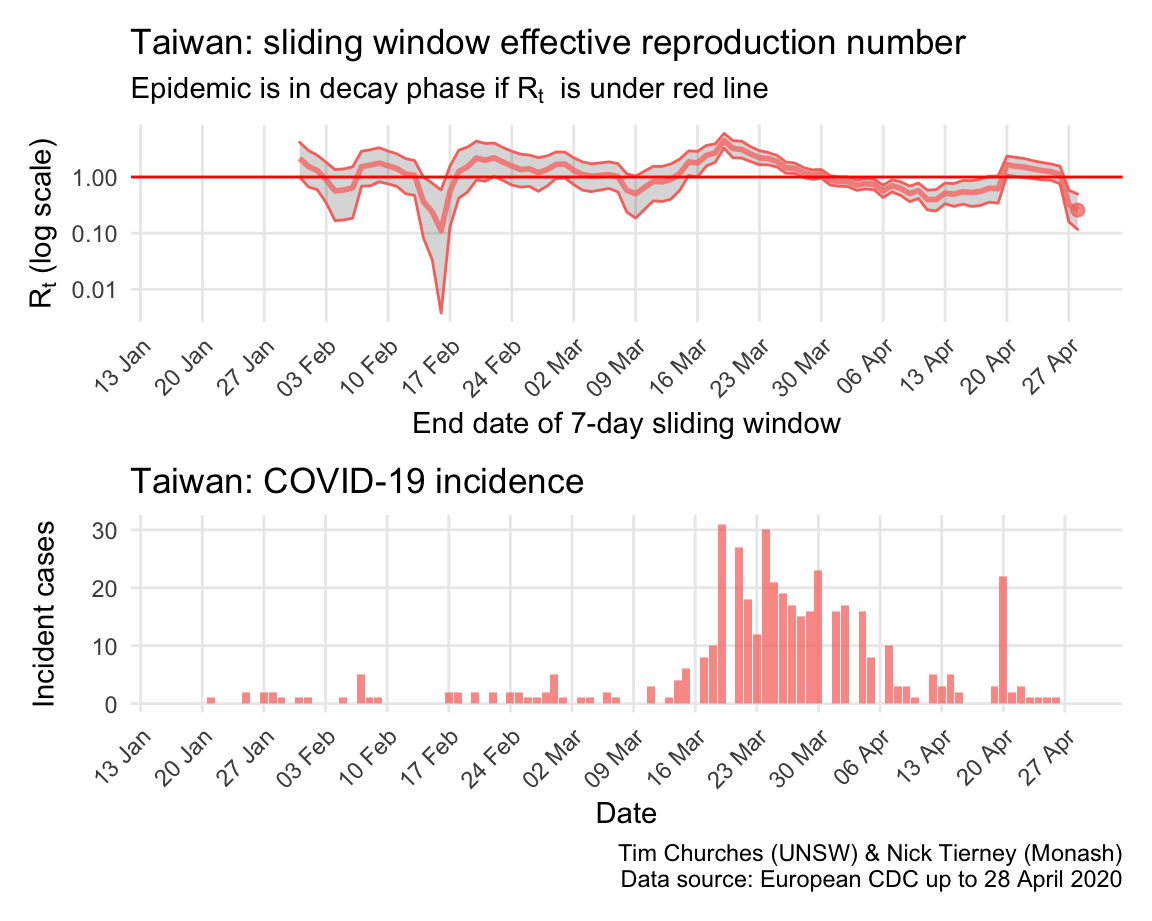 Taiwan: sliding window effective reproduction number
Epidemic is in decay phase if Rt is under red line
Rt (log scale)
1.00
0.10
0.01
13 Jan
20 Jan
27 Jan
03 Feb
10 Feb
17 Feb
24 Feb
02 Mar
09 Mar
16 Mar
23 Mar
30 Mar
06 Apr
13 Apr
20 Apr
27 Apr
End date of 7-day sliding window
Taiwan: COVID-19 incidence
Incident cases
30
20
10
0
13 Jan
20 Jan
27 Jan
03 Feb
10 Feb
17 Feb
24 Feb
02 Mar
09 Mar
16 Mar
23 Mar
30 Mar
06 Apr
13 Apr
20 Apr
27 Apr
Date
Tim Churches (UNSW) & Nick Tierney (Monash)
Data source: European CDC up to 28 April 2020